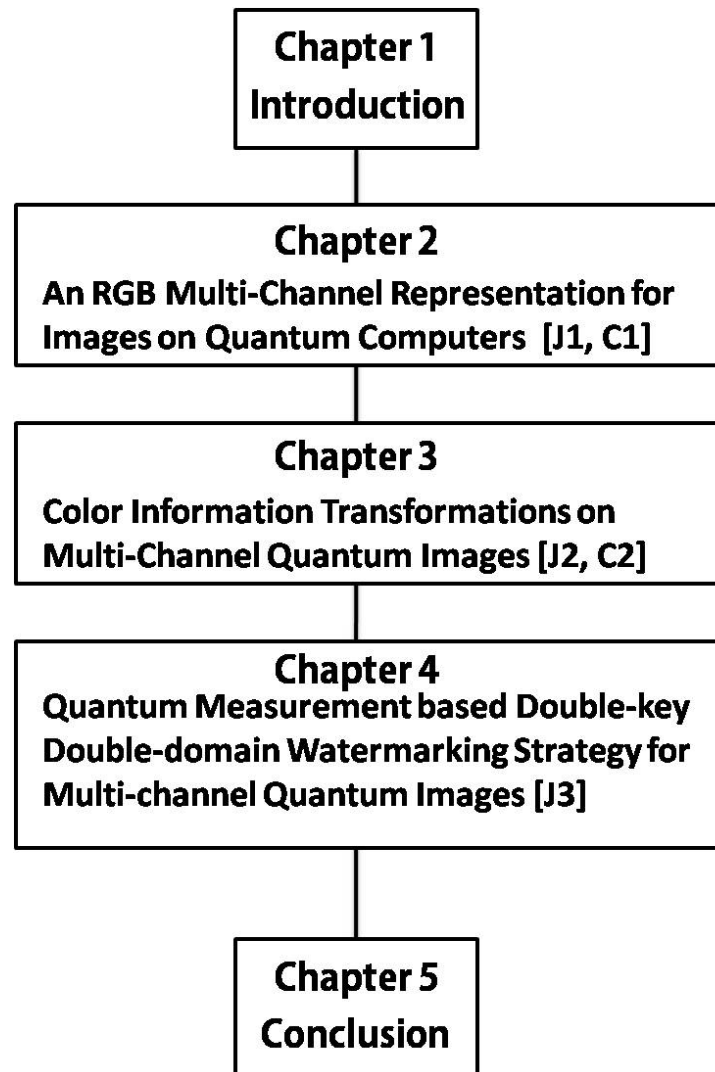 Chapter 1
Introduction
Chapter 2
An RGB Multi-Channel Representation for
Images on Quantum Computers [J1, C1]
Chapter 3
Color Information Transformations on
Multi-Channel Quantum Images [J2, C2]
Chapter 4
Quantum Measurement based Double-key
Double-domain Watermarking Strategy for
Multi-channel Quantum Images [J3]
Chapter 5
Conclusion